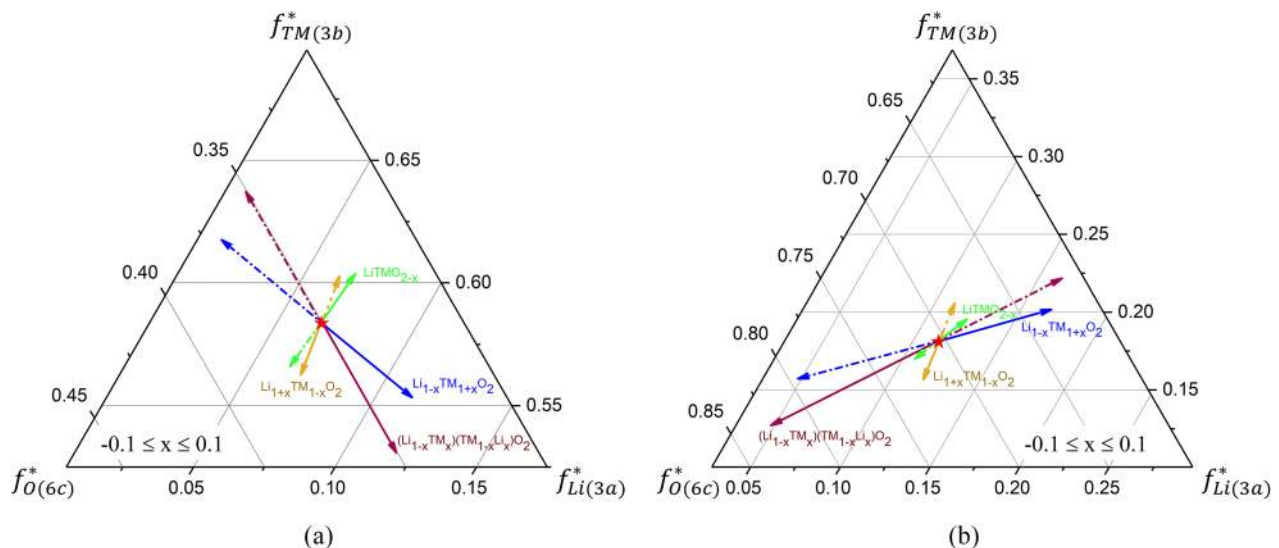 f*TM(3b)
0.65
0.35
0.60
LiTMO2-x
0.40
Li1+xTM1-xO2
Li1-xTM1+xO2
0.55
0.45
(Li1-xTMx)(TM1-xLix)O2
-0.1 ≤ x ≤ 0.1
f*O(6c)
0.05
0.10
0.15
f*Li(3a)
(a)
f*TM(3b)
0.35
0.65
0.30
0.70
0.25
0.75
LiTMO2-x
0.20
Li1-xTM1+xO2
0.80
Li1+xTM1-xO2
0.15
0.85
(Li1-xTMx)(TM1-xLix)O2
-0.1 ≤ x ≤ 0.1
f*O(6c)
0.05
0.10
0.15
0.20
0.25
f*Li(3a)
(b)